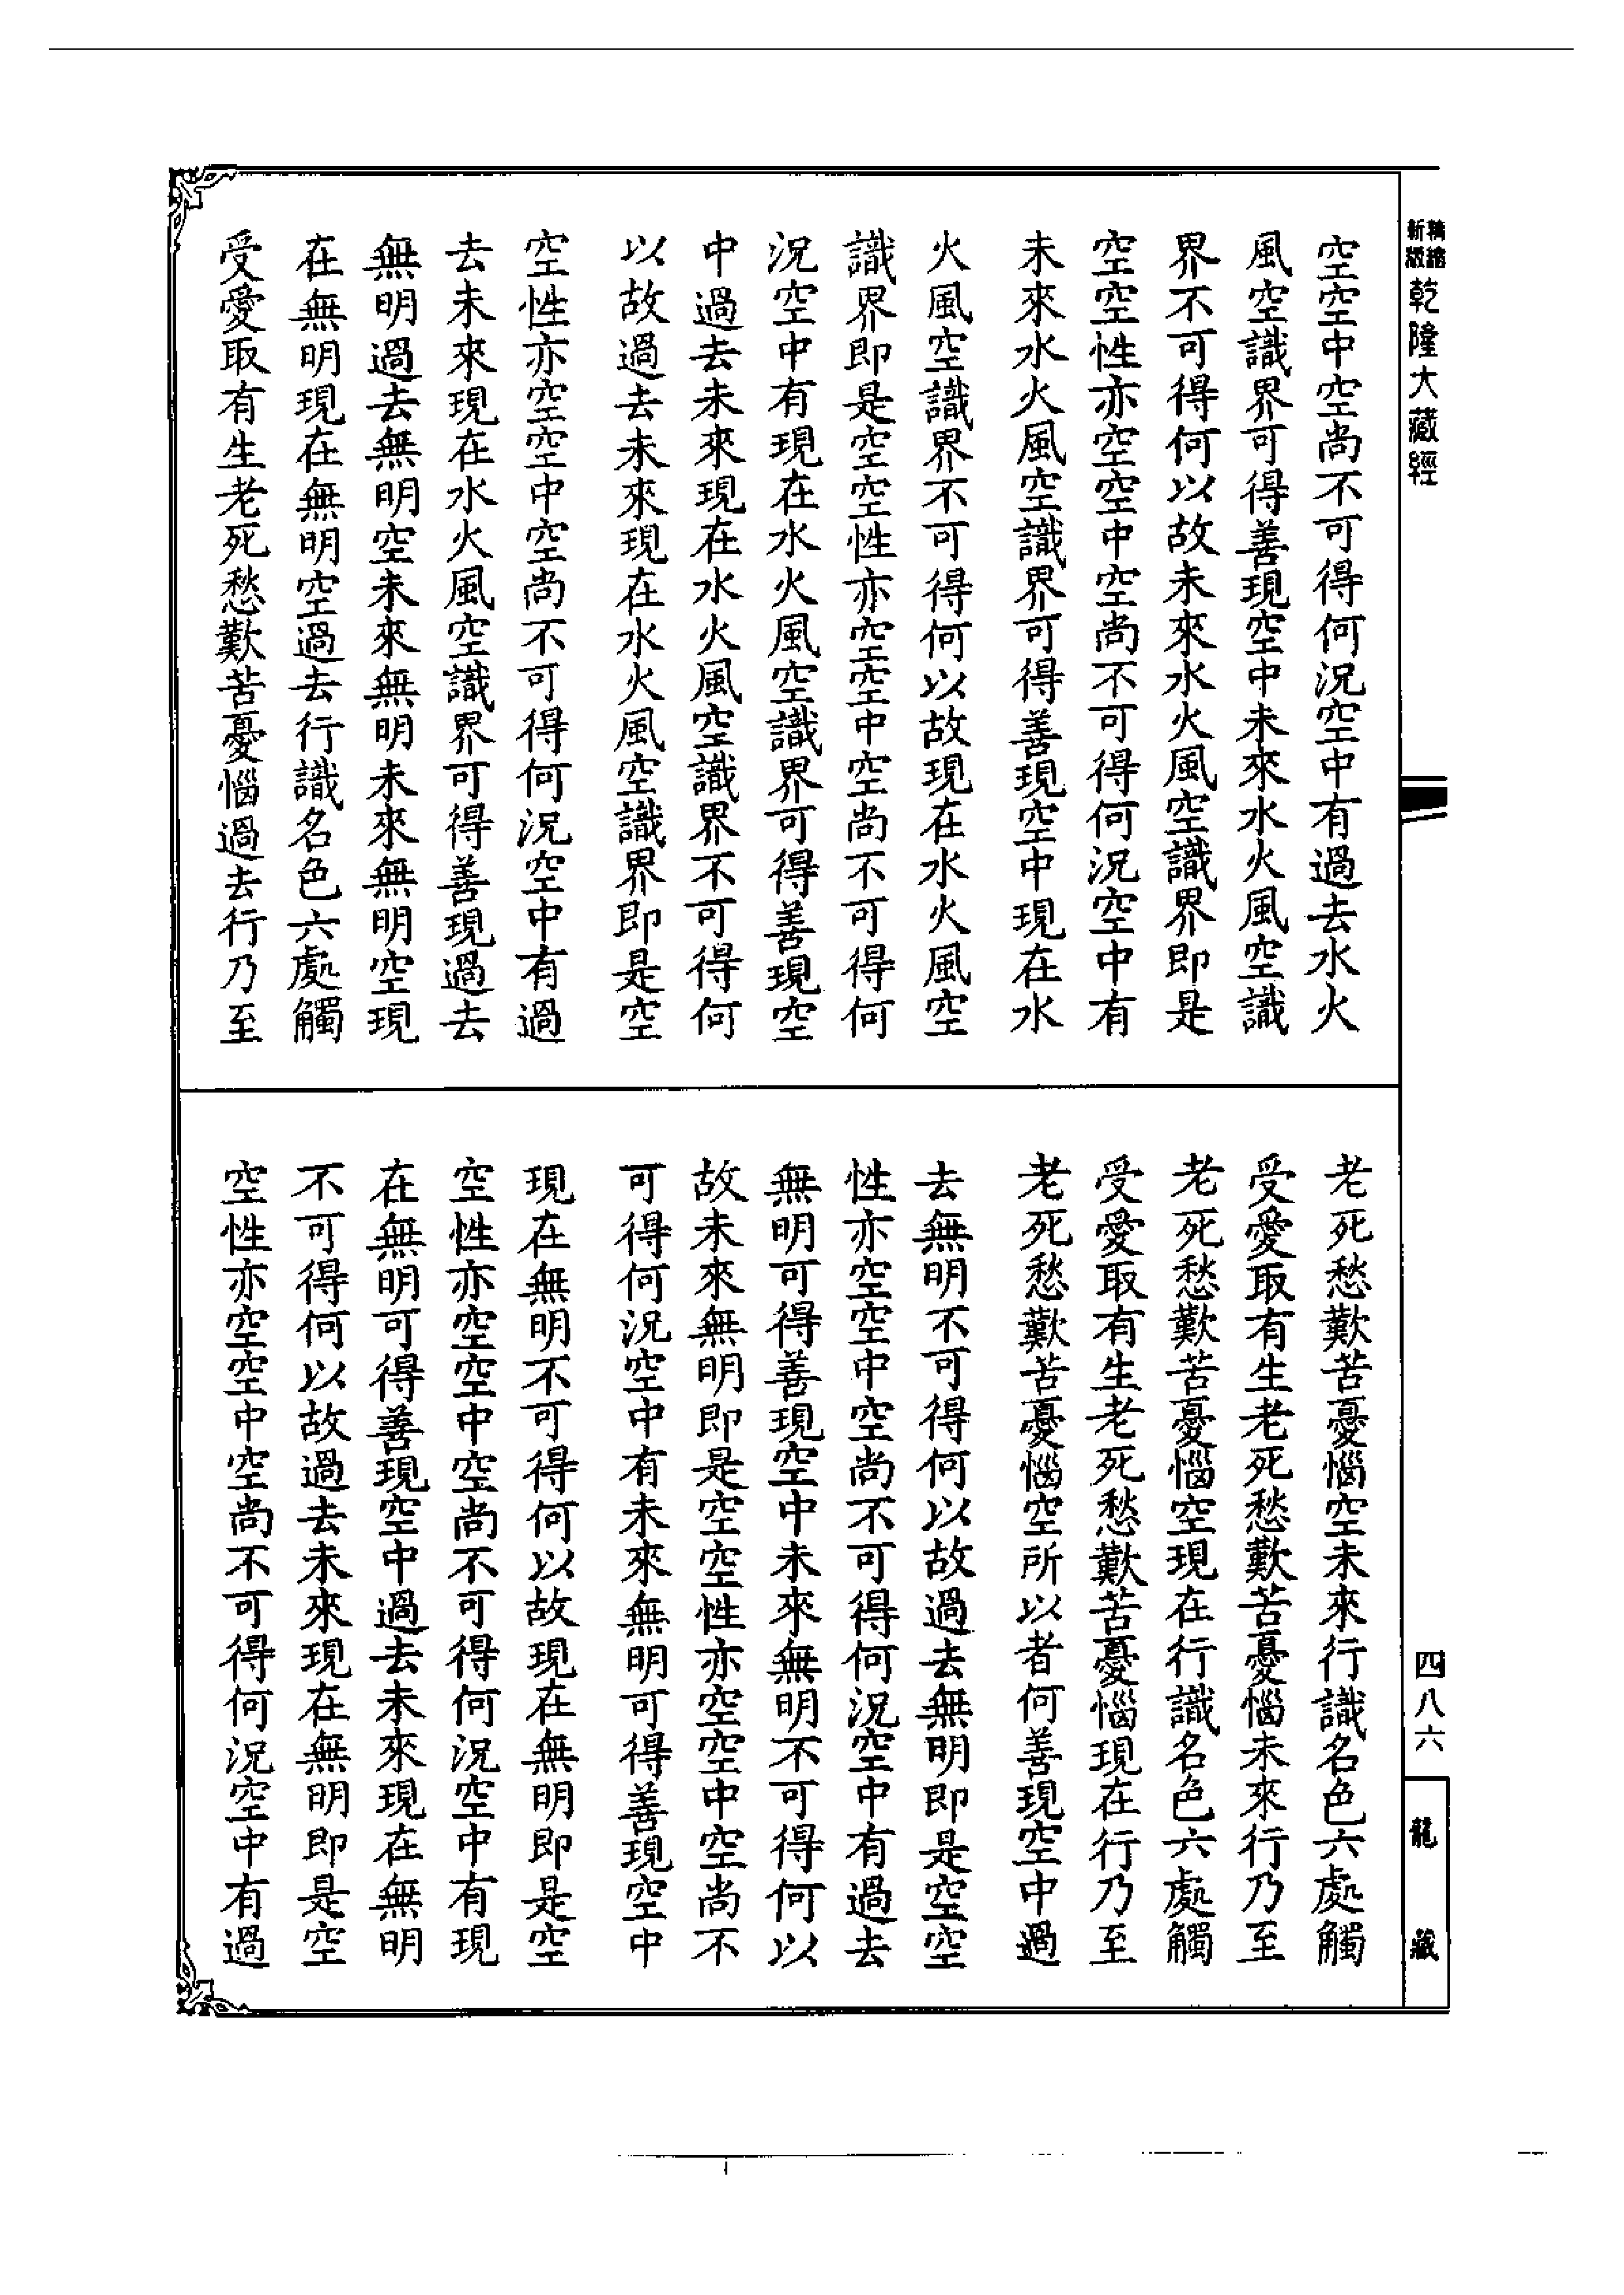 新版
精繪
乾隆大藏經
空空中空尚不可得何況空中有過去水火
風空識界可得善現空中未來水火風空識
界不可得何以故未來水火風空識界即是
空空性亦空空中空尚不可得何況空中有
未來水火風空識界可得善現空中現在水
火風空識界不可得何以故現在水火風空
識界即是空空性亦空空中空尚不可得何
況空中有現在水火風空識界可得善現空
中過去未來現在水火風空識界不可得何
以故過去未來現在水火風空識界即是空
空性亦空空中空尚不可得何況空中有過
去未來現在水火風空識界可得善現過去
無明過去無明空未來無明未來無明空現
在無明現在無明空過去行識名色六處觸
受愛取有生老死愁歎苦憂惱過去行乃至
老死愁歎苦憂惱空未來行識名色六處觸
受愛取有生老死愁歎苦憂惱未來行乃至
老死愁歎苦憂惱空現在行識名色六處觸
受愛取有生老死愁歎苦憂惱現在行乃至
老死愁歎苦憂惱空所以者何善現空中過
去無明不可得何以故過去無明即是空空
性亦空空中空尚不可得何況空中有過去
無明可得善現空中未來無明不可得何以
故未來無明即是空空性亦空空中空尚不
可得何況空中有未來無明可得善現空中
現在無明不可得何以故現在無明即是空
空性亦空空中空尚不可得何況空中有現
在無明可得善現空中過去未來現在無明
不可得何以故過去未來現在無明即是空
空性亦空空中空尚不可得何況空中有過
四八六
龍藏